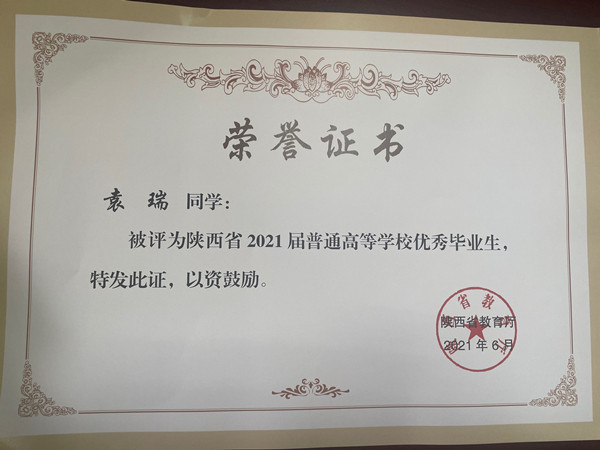 荣誉证书
袁瑞 同学：
被评为陕西省2021届普通高等学校优秀毕业生，
特发此证，以资鼓励。
陕西省教育厅
2021年6月